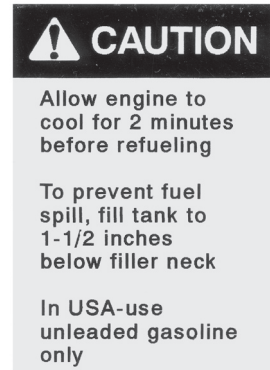 CAUTION
Allow engine to
cool for 2 minutes
before refueling
To prevent fuel
spill, fill tank to
1-1/2 inches
below filler neck
In USA-use
unleaded gasoline
only